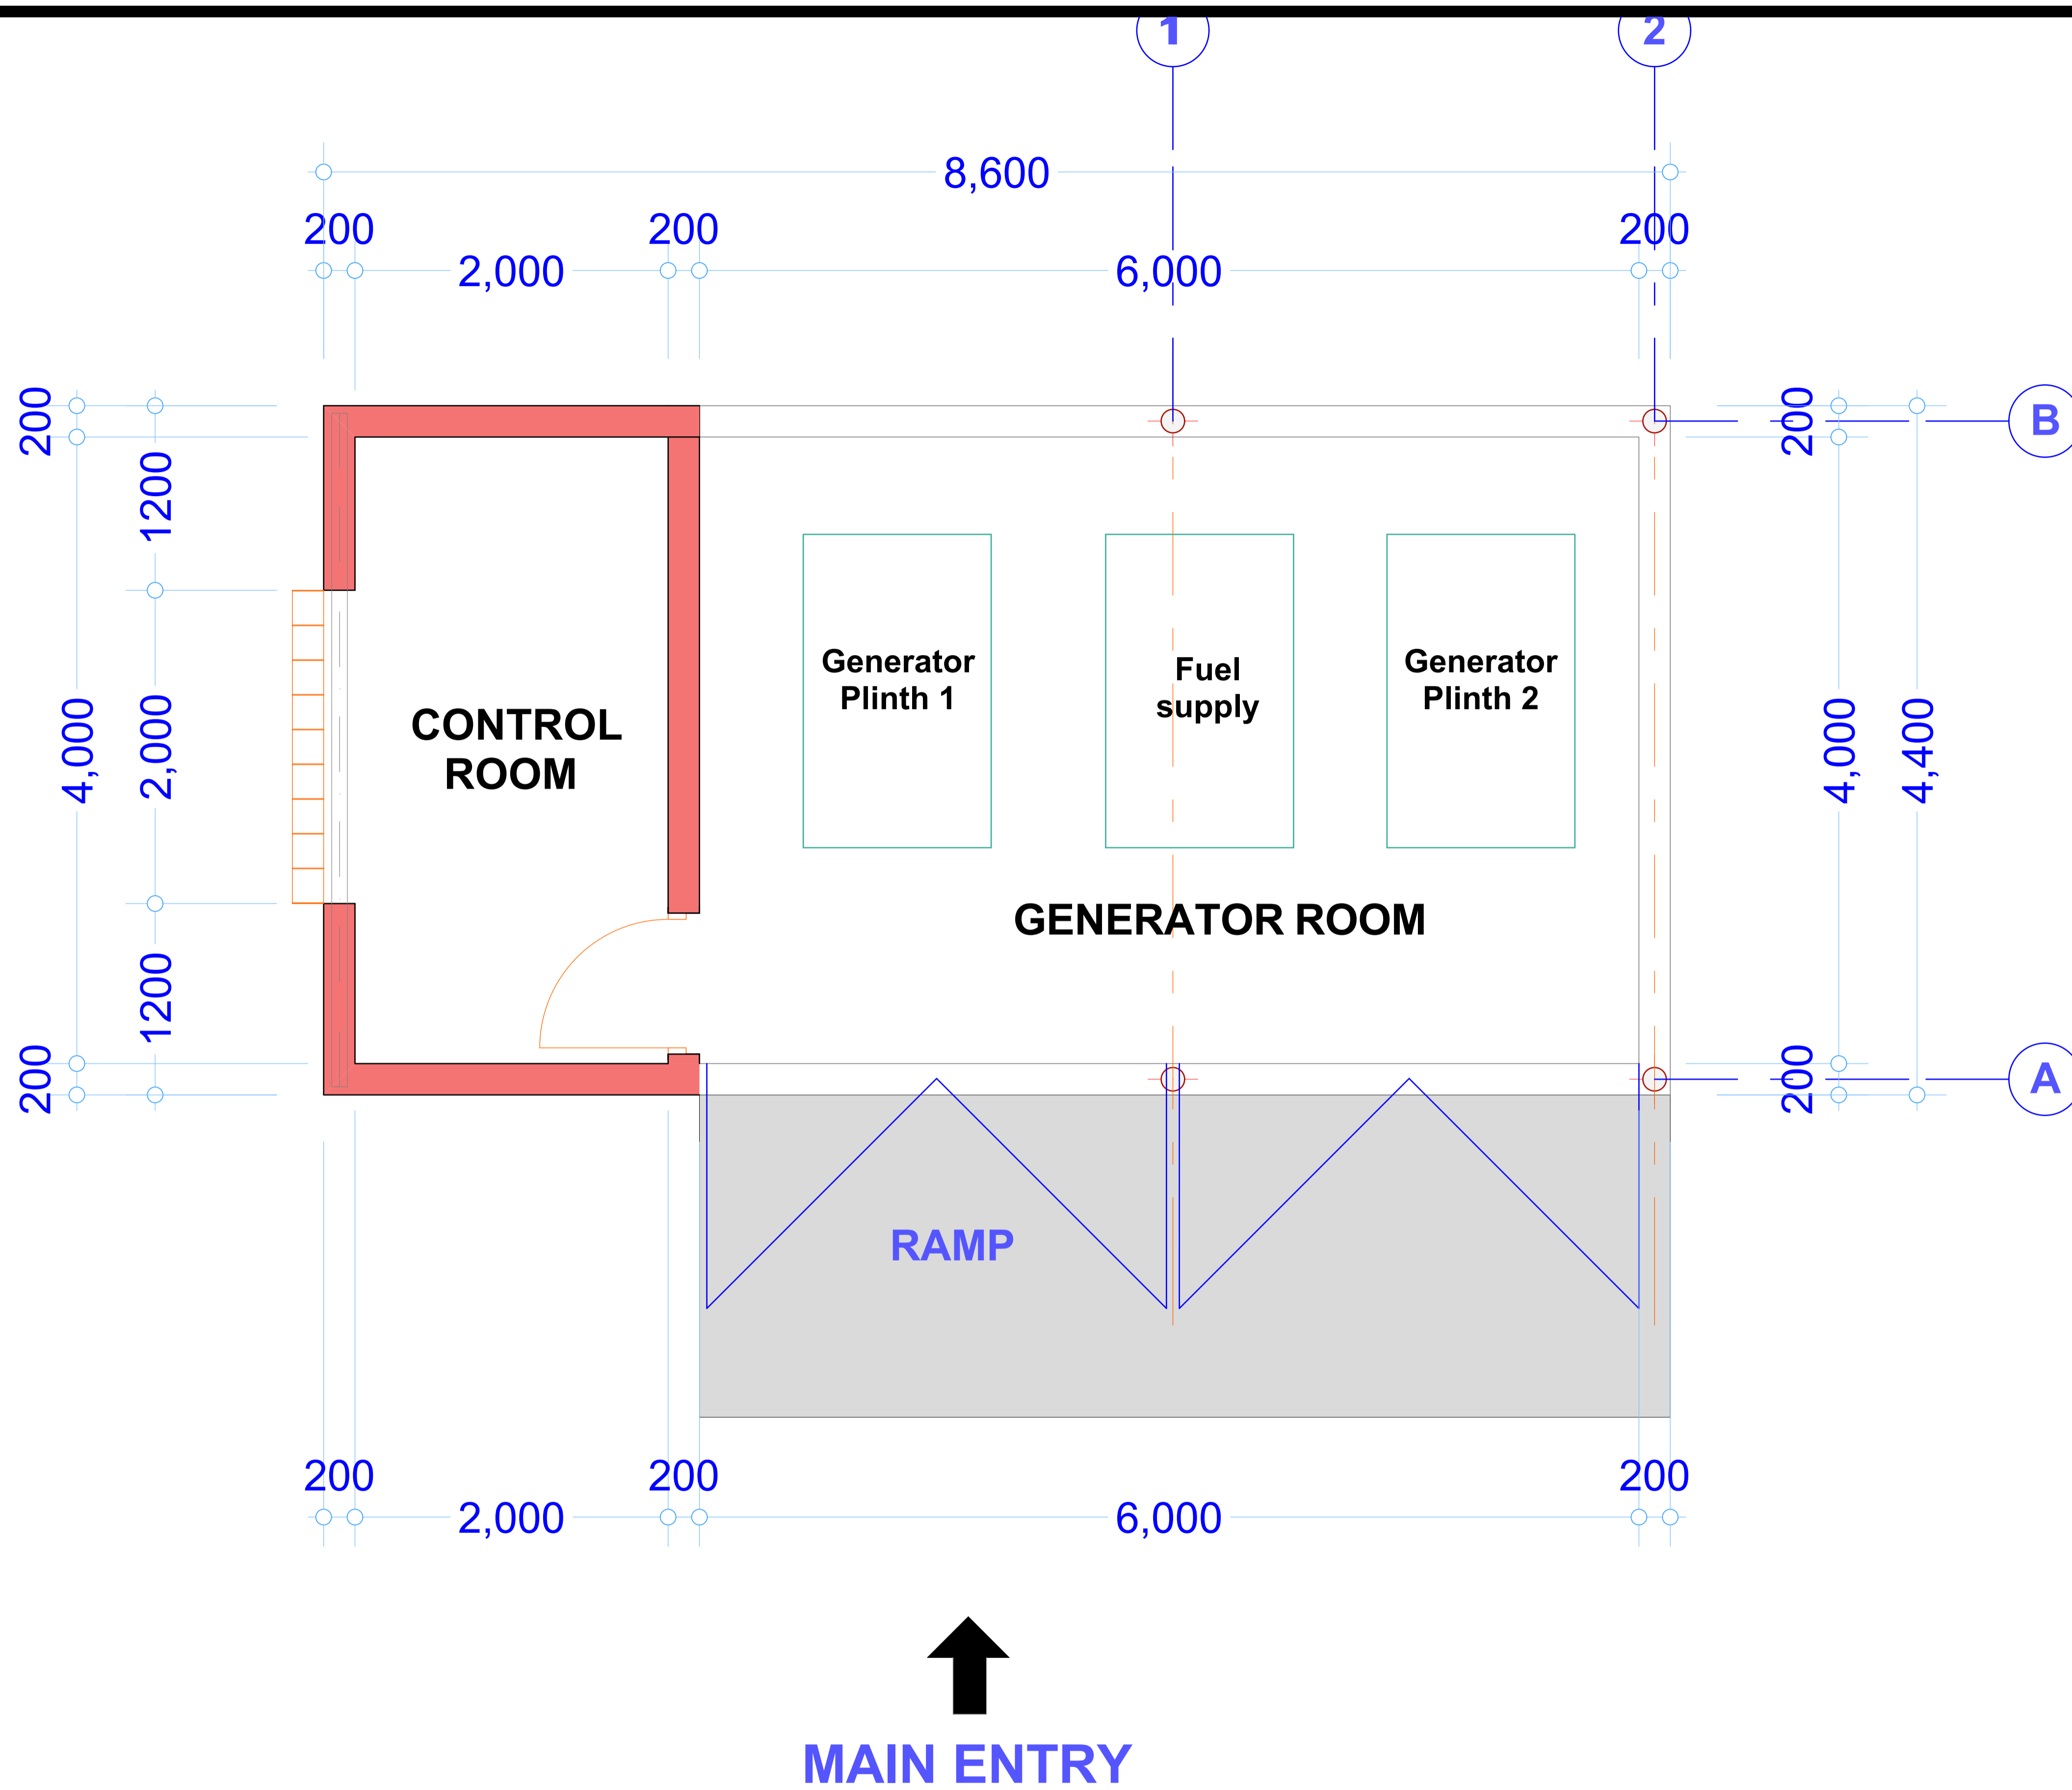 1
2
8,600
200
200
200
2,000
6,000
200
1200
4,000
2,000
1200
200
200
4,000
4,400
200
B
A
CONTROL
ROOM
Generator
Plinth 1
Fuel
supply
Generator
Plinth 2
GENERATOR ROOM
RAMP
200
200
200
2,000
6,000
MAIN ENTRY